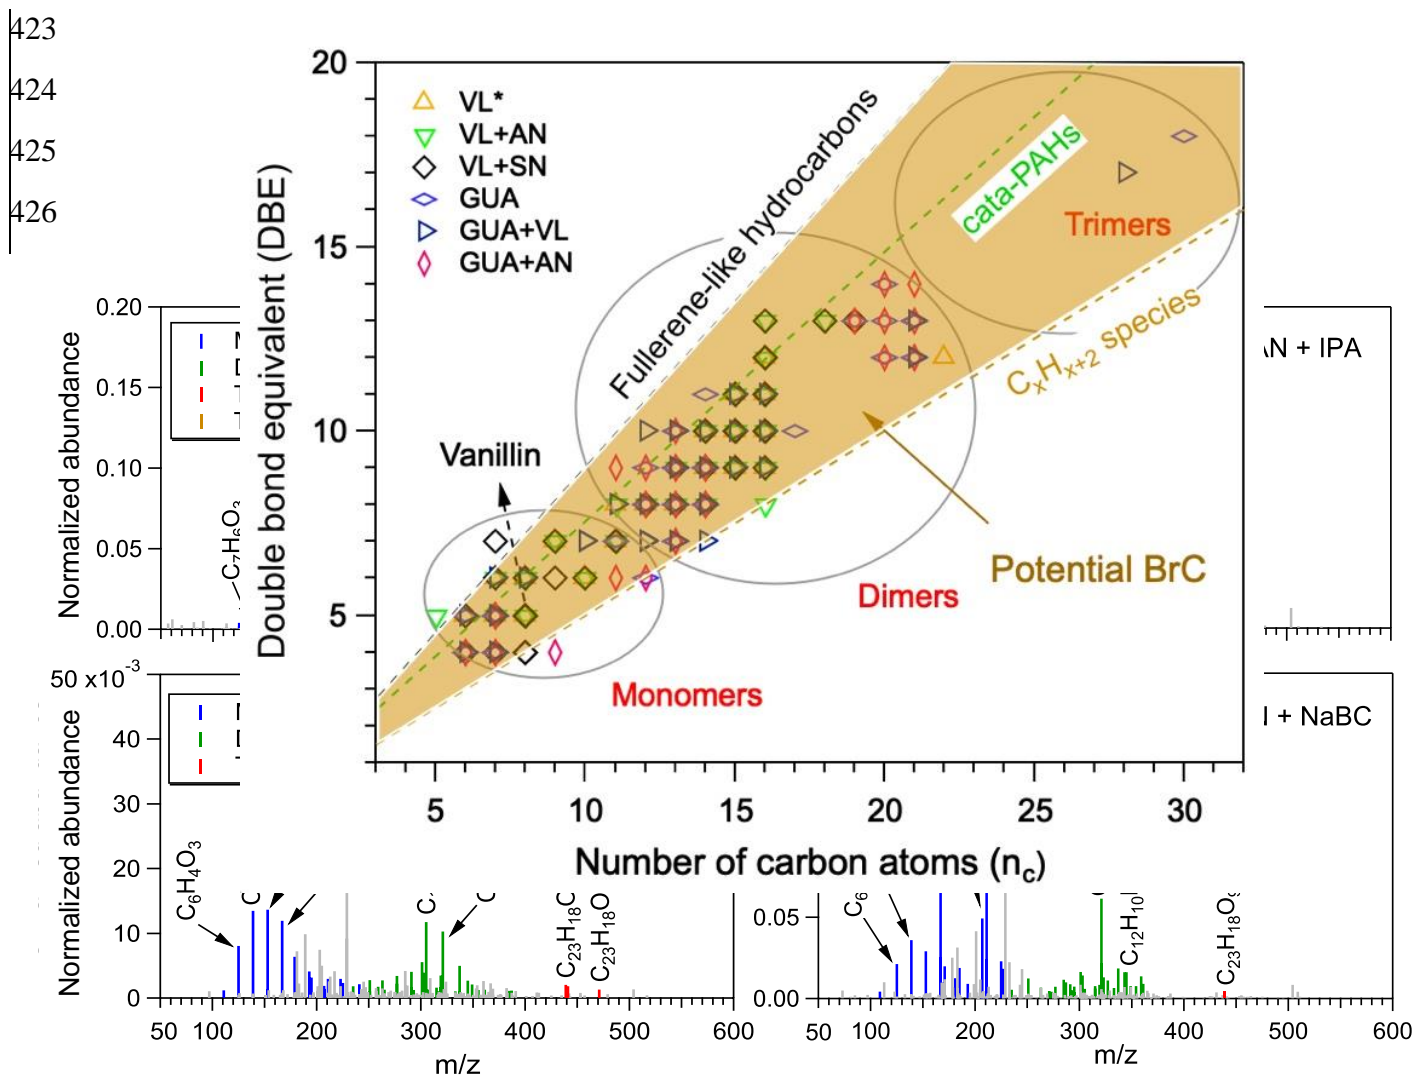 423
424
425
426
20
15
10
5
Double bond equivalent (DBE)
VL*
VL+AN
VL+SN
GUA
GUA+VL
GUA+AN
Fullerene-like hydrocarbons
cata-PAHs
Trimers
CxHx+2 species
Vanillin
Potential BrC
Dimers
Monomers
5 10 15 20 25 30
Number of carbon atoms (nc)
0.20
0.15
0.10
0.05
0.00
Normalized abundance
C7H6O3
AN + IPA
50 x10-3
40
30
20
10
0
Normalized abundance
C6H4O3
C23H18O
50 100 200 300 400 500 600
m/z
+ NaBC
0.05
0.00
C6
C12H10
C23H18O9
50 100 200 300 400 500 600
m/z